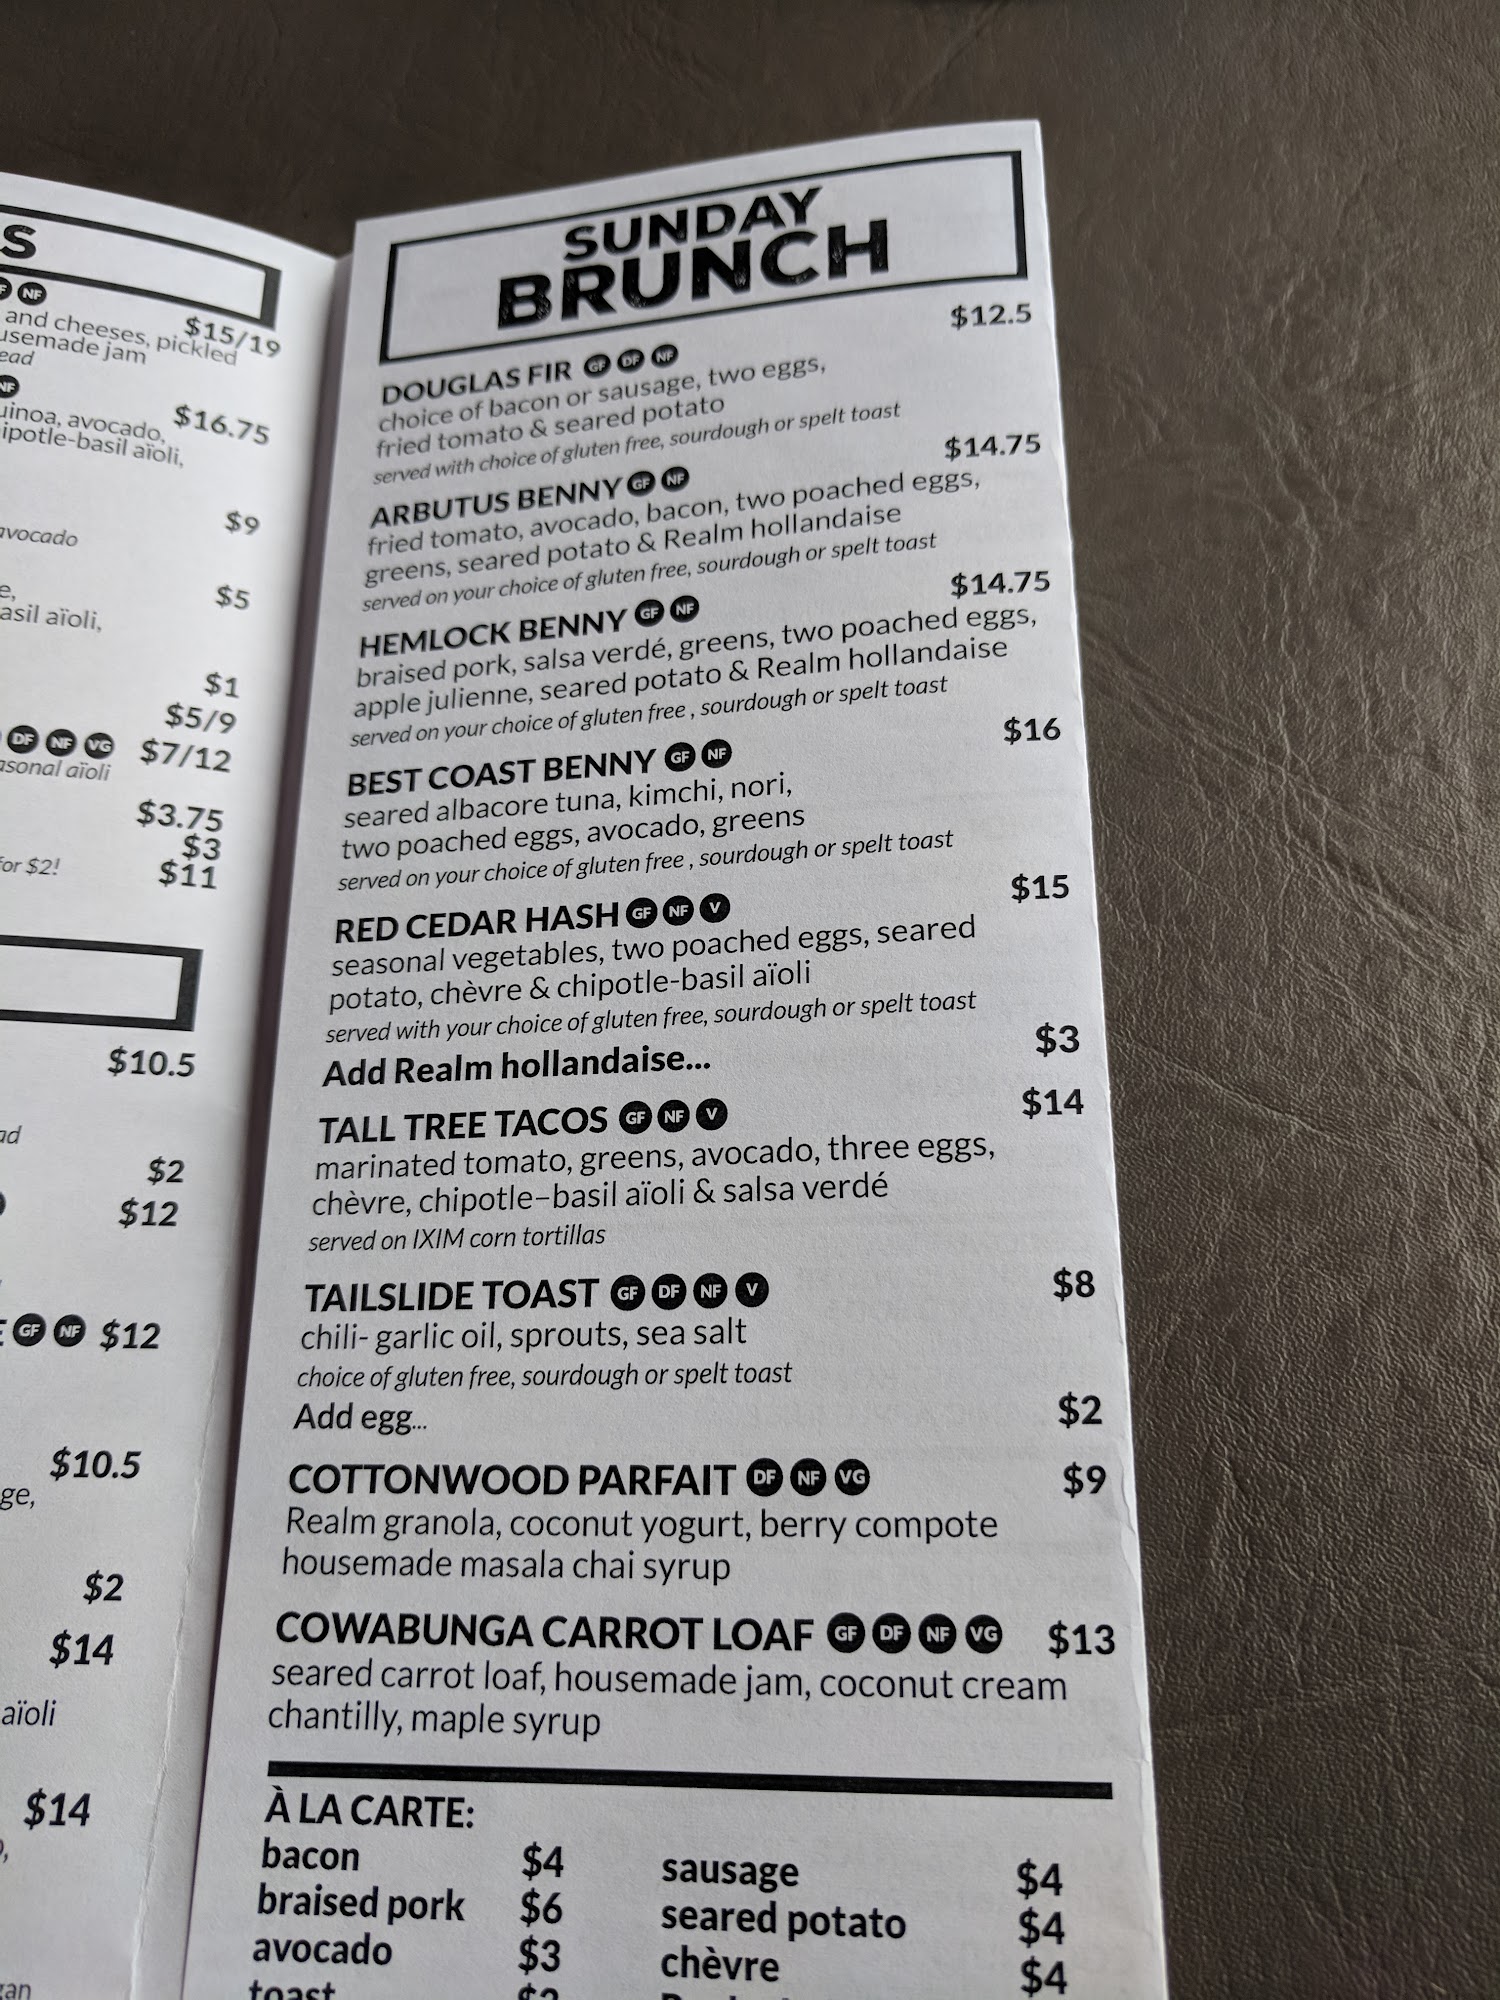 S
NF
$15/19
and cheeses, pickled
usemade jam
ead
NF
$16.75
uinoa, avocado,
ipotle-basil aïoli,
$9
avocado
$5
e,
asil aïoli,
$1
$5/9
DF NF VG $7/12
asonal aïoli
$3.75
$3
for $2!
$11
$10.5
ad
$2
$12
E GF NF $12
$10.5
ge,
$2
$14
aïoli
$14
SUNDAY
BRUNCH
$12.5
DOUGLAS FIR GF DF NF
choice of bacon or sausage, two eggs,
fried tomato & seared potato
served with choice of gluten free, sourdough or spelt toast
$14.75
ARBUTUS BENNY GF NF
fried tomato, avocado, bacon, two poached eggs,
greens, seared potato & Realm hollandaise
served on your choice of gluten free, sourdough or spelt toast
$14.75
HEMLOCK BENNY GF NF
braised pork, salsa verdé, greens, two poached eggs,
apple julienne, seared potato & Realm hollandaise
served on your choice of gluten free , sourdough or spelt toast
$16
BEST COAST BENNY GF NF
seared albacore tuna, kimchi, nori,
two poached eggs, avocado, greens
served on your choice of gluten free , sourdough or spelt toast
$15
RED CEDAR HASH GF NF V
seasonal vegetables, two poached eggs, seared
potato, chèvre & chipotle-basil aïoli
served with your choice of gluten free, sourdough or spelt toast
Add Realm hollandaise... $3
TALL TREE TACOS GF NF V $14
marinated tomato, greens, avocado, three eggs,
chèvre, chipotle–basil aïoli & salsa verdé
served on IXIM corn tortillas
TAILSLIDE TOAST GF DF NF V $8
chili- garlic oil, sprouts, sea salt
choice of gluten free, sourdough or spelt toast
Add egg... $2
COTTONWOOD PARFAIT DF NF VG $9
Realm granola, coconut yogurt, berry compote
housemade masala chai syrup
COWABUNGA CARROT LOAF GF DF NF VG $13
seared carrot loaf, housemade jam, coconut cream
chantilly, maple syrup
À LA CARTE:
bacon $4 sausage $4
braised pork $6 seared potato $4
avocado $3 chèvre $4
toast